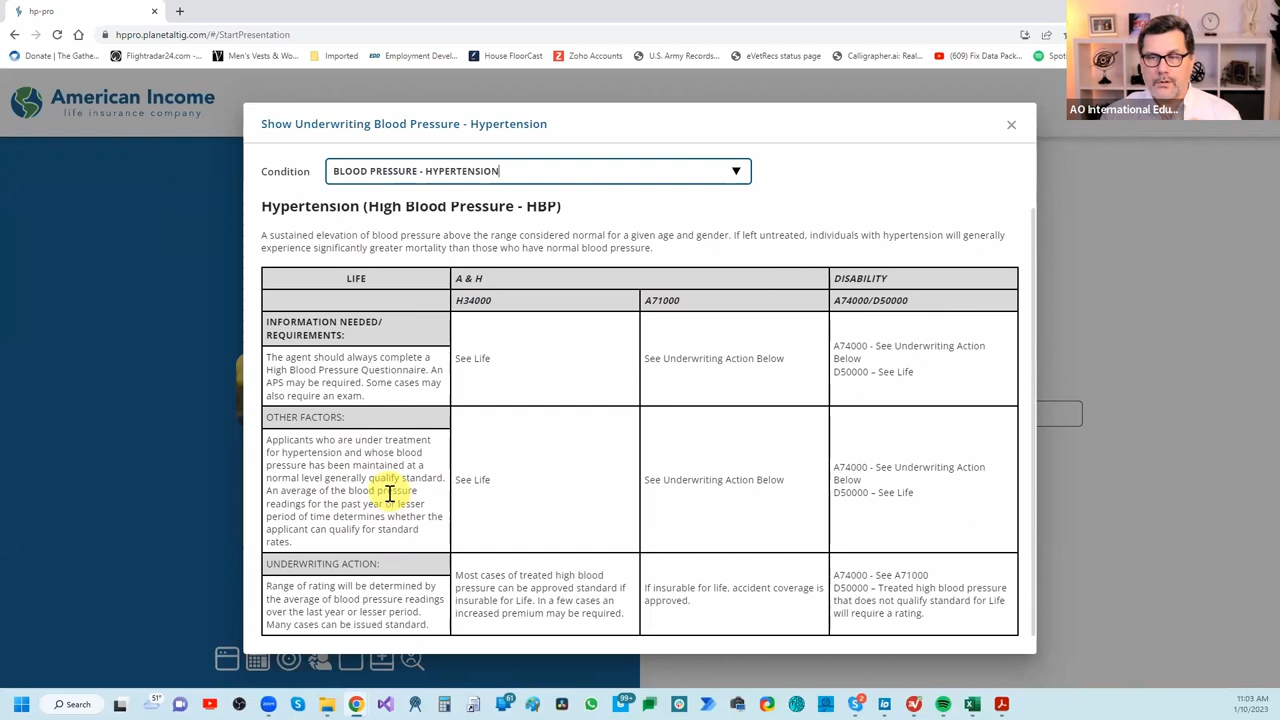 hp-pro
hppro.planetaltig.com/#/StartPresentation
Donate | The Gathe...
Flightradar24.com -...
Men's Vests & Wo...
Imported
EDD
Employment Devel...
House FloorCast
Zoho Accounts
U.S. Army Records...
eVetRecs status page
Calligrapher.ai: Real...
(609) Fix Data Pack...
AO International Edu...
American Income
life insurance company
Show Underwriting Blood Pressure - Hypertension
Condition
BLOOD PRESSURE - HYPERTENSION
Hypertension (High Blood Pressure - HBP)
A sustained elevation of blood pressure above the range considered normal for a given age and gender. If left untreated, individuals with hypertension will generally
experience significantly greater mortality than those who have normal blood pressure.
LIFE
A & H
DISABILITY
H34000
A71000
A74000/D50000
INFORMATION NEEDED/
REQUIREMENTS:
The agent should always complete a
High Blood Pressure Questionnaire. An
APS may be required. Some cases may
also require an exam.
See Life
See Underwriting Action Below
A74000 - See Underwriting Action
Below
D50000 – See Life
OTHER FACTORS:
Applicants who are under treatment
for hypertension and whose blood
pressure has been maintained at a
normal level generally qualify standard.
An average of the blood pressure
readings for the past year or lesser
period of time determines whether the
applicant can qualify for standard
rates.
See Life
See Underwriting Action Below
A74000 - See Underwriting Action
Below
D50000 – See Life
UNDERWRITING ACTION:
Range of rating will be determined by
the average of blood pressure readings
over the last year or lesser period.
Many cases can be issued standard.
Most cases of treated high blood
pressure can be approved standard if
insurable for Life. In a few cases an
increased premium may be required.
If insurable for life, accident coverage is
approved.
A74000 - See A71000
D50000 – Treated high blood pressure
that does not qualify standard for Life
will require a rating.
Search
51°
61
99+
2
11:03 AM
1/10/2023